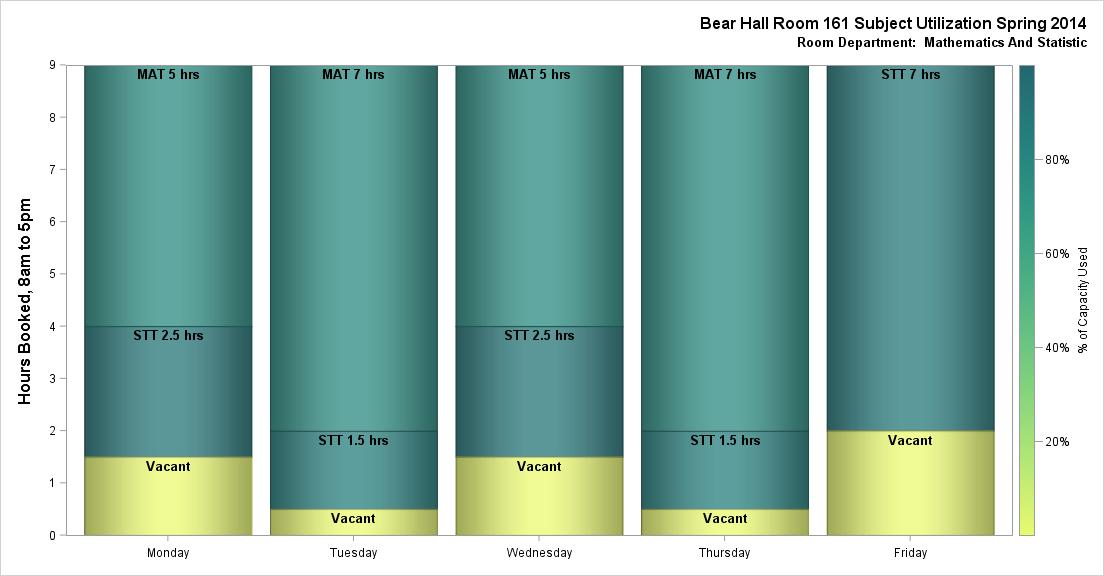 Bear Hall Room 161 Subject Utilization Spring 2014
Room Department:  Mathematics And Statistic
Hours Booked, 8am to 5pm
9
8
7
6
5
4
3
2
1
0
MAT 5 hrs
STT 2.5 hrs
Vacant
MAT 7 hrs
STT 1.5 hrs
Vacant
MAT 5 hrs
STT 2.5 hrs
Vacant
MAT 7 hrs
STT 1.5 hrs
Vacant
STT 7 hrs
Vacant
Monday
Tuesday
Wednesday
Thursday
Friday
80%
60%
40%
20%
% of Capacity Used